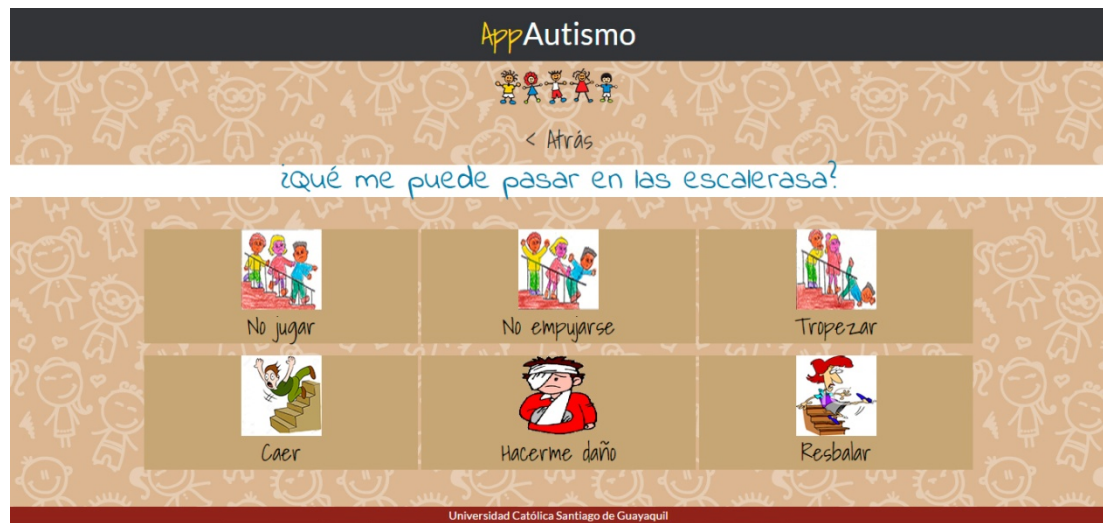 AppAutismo
< Atrás
¿Qué me puede pasar en las escalerasa?
No jugar
No empujarse
Tropezar
Caer
Hacerme daño
Resbalar
Universidad Católica Santiago de Guayaquil